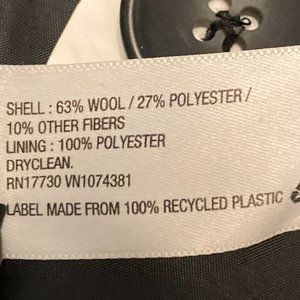 SHELL : 63% WOOL / 27% POLYESTER /
10% OTHER FIBERS
LINING : 100% POLYESTER
DRYCLEAN.
RN17730 VN1074381
LABEL MADE FROM 100% RECYCLED PLASTIC